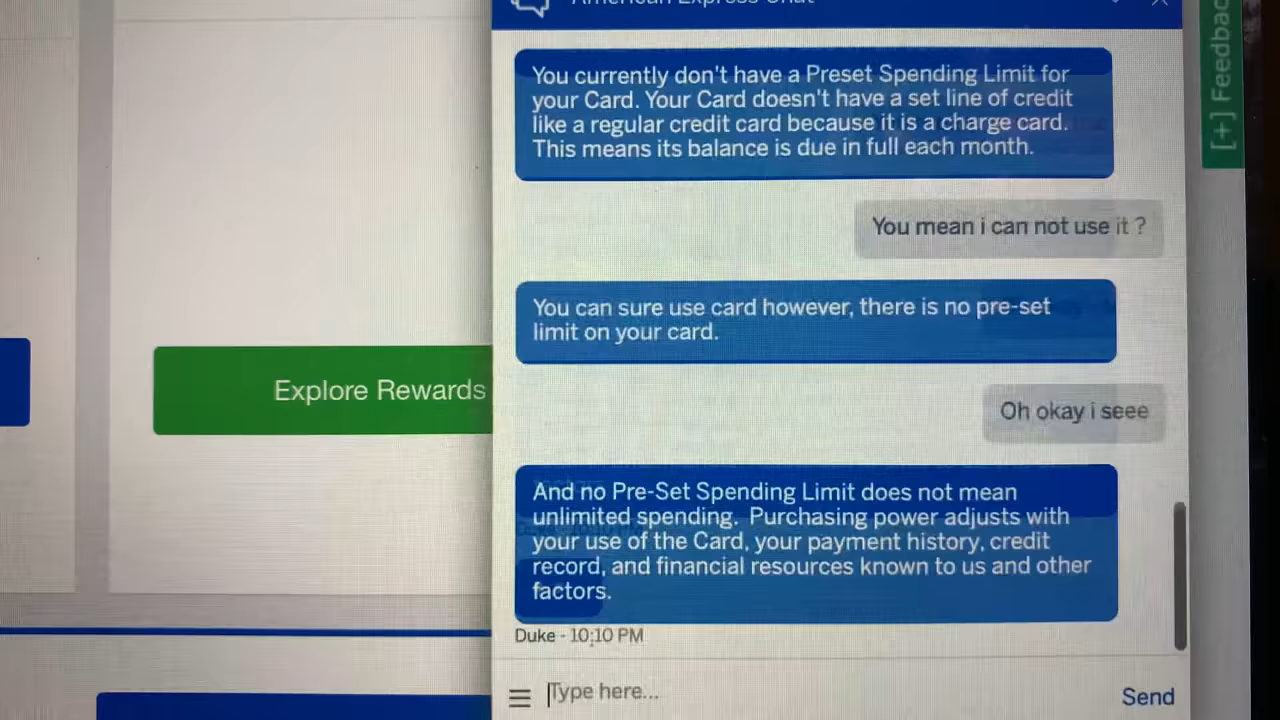 American Express Chat
[+] Feedbac
You currently don't have a Preset Spending Limit for
your Card. Your Card doesn't have a set line of credit
like a regular credit card because it is a charge card.
This means its balance is due in full each month.
You mean i can not use it ?
You can sure use card however, there is no pre-set
limit on your card.
Explore Rewards
Oh okay i seee
And no Pre-Set Spending Limit does not mean
unlimited spending. Purchasing power adjusts with
your use of the Card, your payment history, credit
record, and financial resources known to us and other
factors.
Duke - 10:10 PM
Type here...
Send